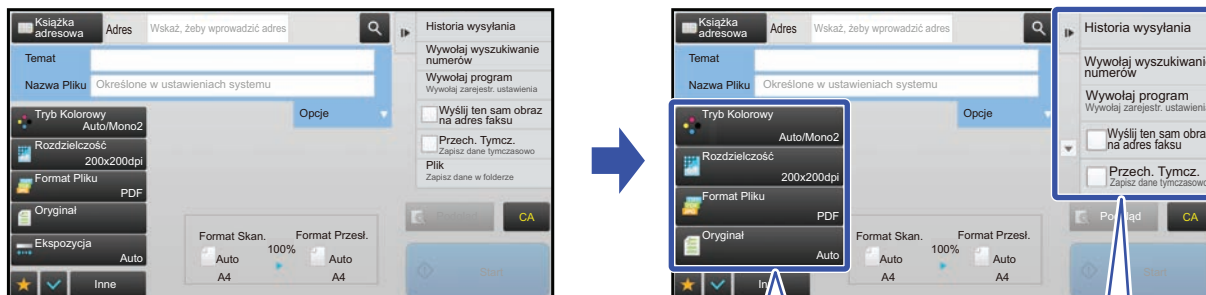 Książka
adresowa
Adres
Wskaż, żeby wprowadzić adres
Temat
Nazwa Pliku
Określone w ustawieniach systemu
Opcje
Tryb Kolorowy
Auto/Mono2
Rozdzielczość
200x200dpi
Format Pliku
PDF
Oryginał
Ekspozycja
Auto
Inne
Format Skan.
Auto
A4
100%
Format Przesł.
Auto
A4
Historia wysyłania
Wywołaj wyszukiwanie
numerów
Wywołaj program
Wywołaj zarejestr. ustawienia
Wyślij ten sam obraz
na adres faksu
Przech. Tymcz.
Zapisz dane tymczasowo
Plik
Zapisz dane w folderze
CA
Start
Książka
adresowa
Adres
Wskaż, żeby wprowadzić adres
Temat
Nazwa Pliku
Określone w ustawieniach systemu
Opcje
Tryb Kolorowy
Auto/Mono2
Rozdzielczość
200x200dpi
Format Pliku
PDF
Oryginał
Auto
Format Skan.
Auto
A4
100%
Format Przesł.
Auto
A4
Historia wysyłania
Wywołaj wyszukiwanie
numerów
Wywołaj program
Wywołaj zarejestr. ustawienia
Wyślij ten sam obraz
na adres faksu
Przech. Tymcz.
Zapisz dane tymczasowo
CA
Start